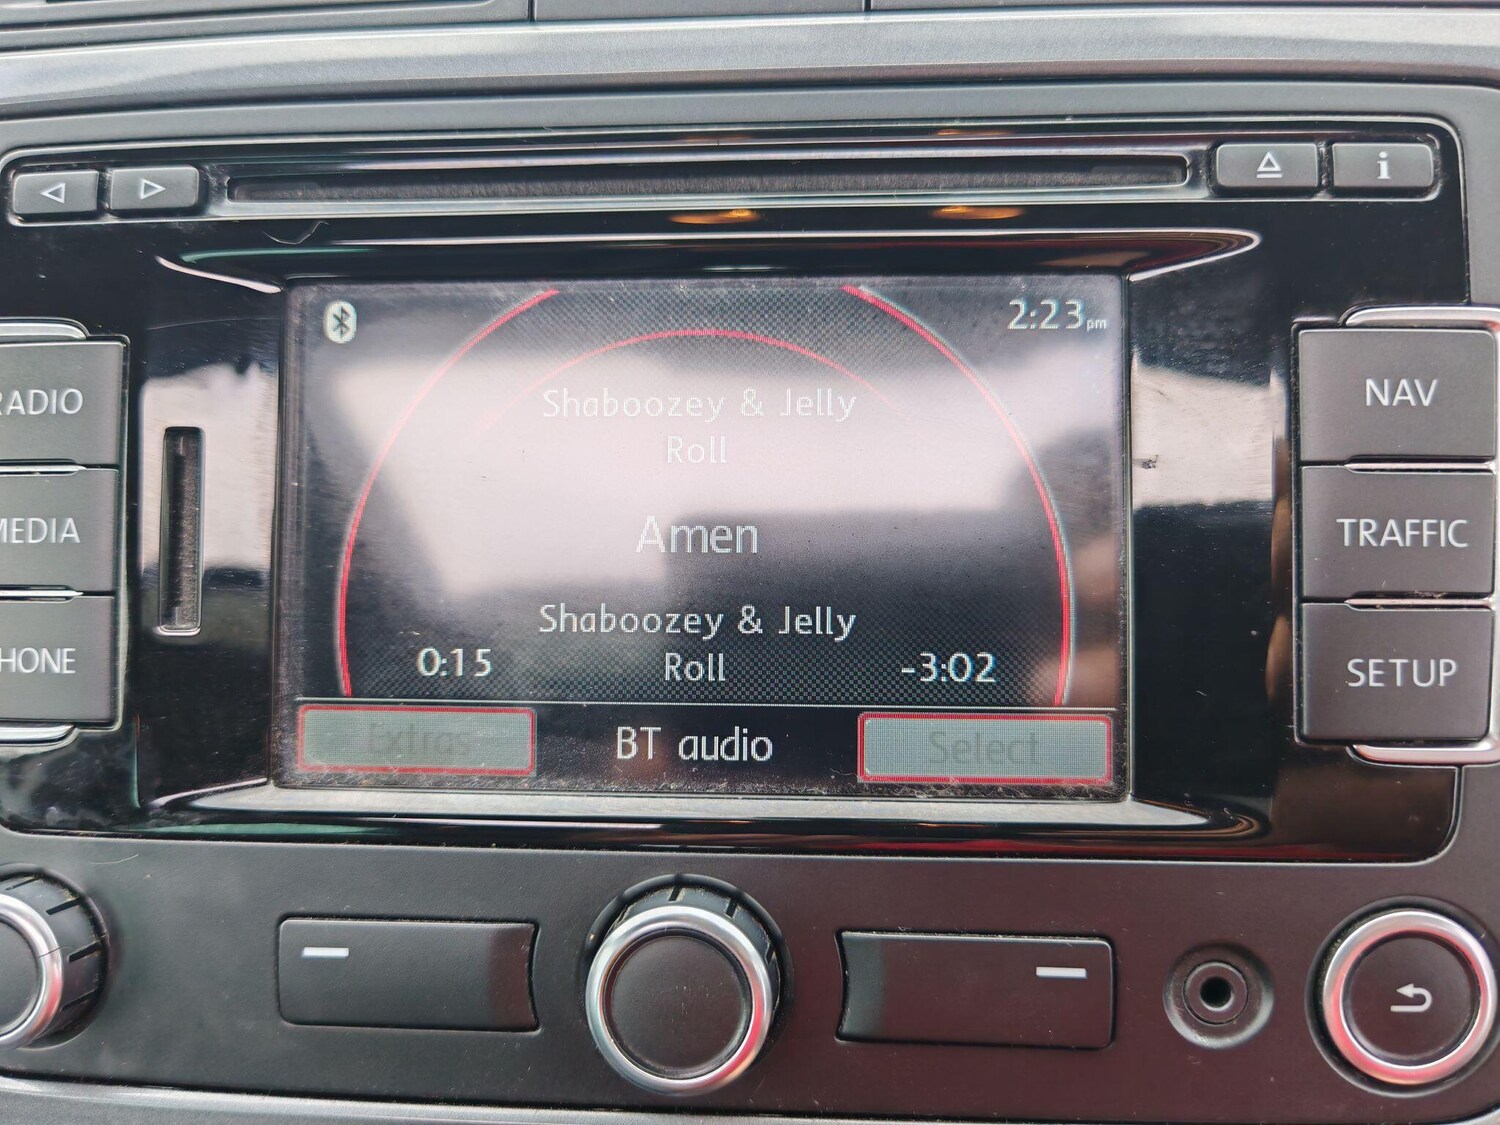 i
2:23pm
RADIO
MEDIA
PHONE
Shaboozey & Jelly
Roll
Amen
Shaboozey & Jelly
Roll
0:15
-3:02
Extras
BT audio
Select
NAV
TRAFFIC
SETUP